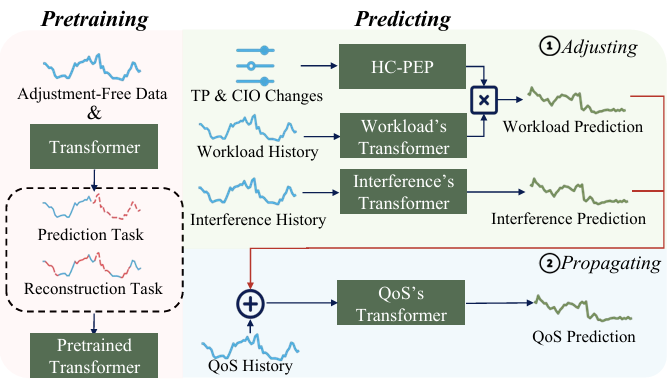 Pretraining
Predicting
Adjustment-Free Data
&
Transformer
Prediction Task
Reconstruction Task
Pretrained
Transformer
① Adjusting
TP & CIO Changes
HC-PEP
×
Workload History
Workload's
Transformer
Workload Prediction
Interference History
Interference's
Transformer
Interference Prediction
② Propagating
+
QoS History
QoS's
Transformer
QoS Prediction